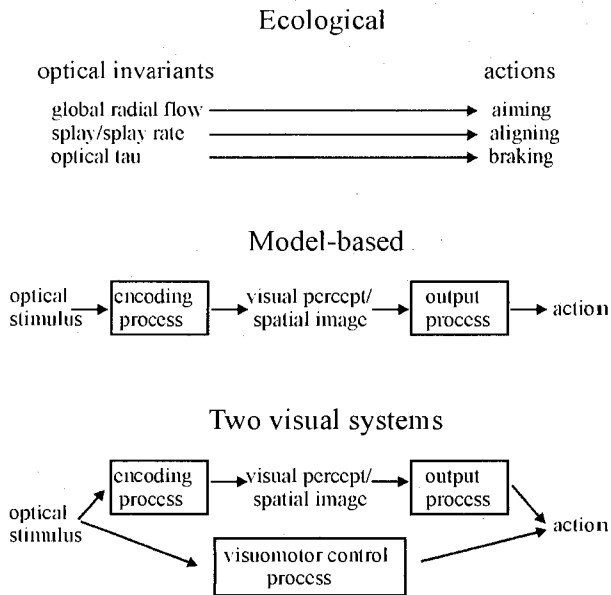 Ecological
optical invariants
actions
global radial flow
aiming
splay/splay rate
aligning
optical tau
braking
Model-based
optical
stimulus
encoding
process
visual percept/
spatial image
output
process
action
Two visual systems
optical
stimulus
encoding
process
visual percept/
spatial image
output
process
visuomotor control
process
action